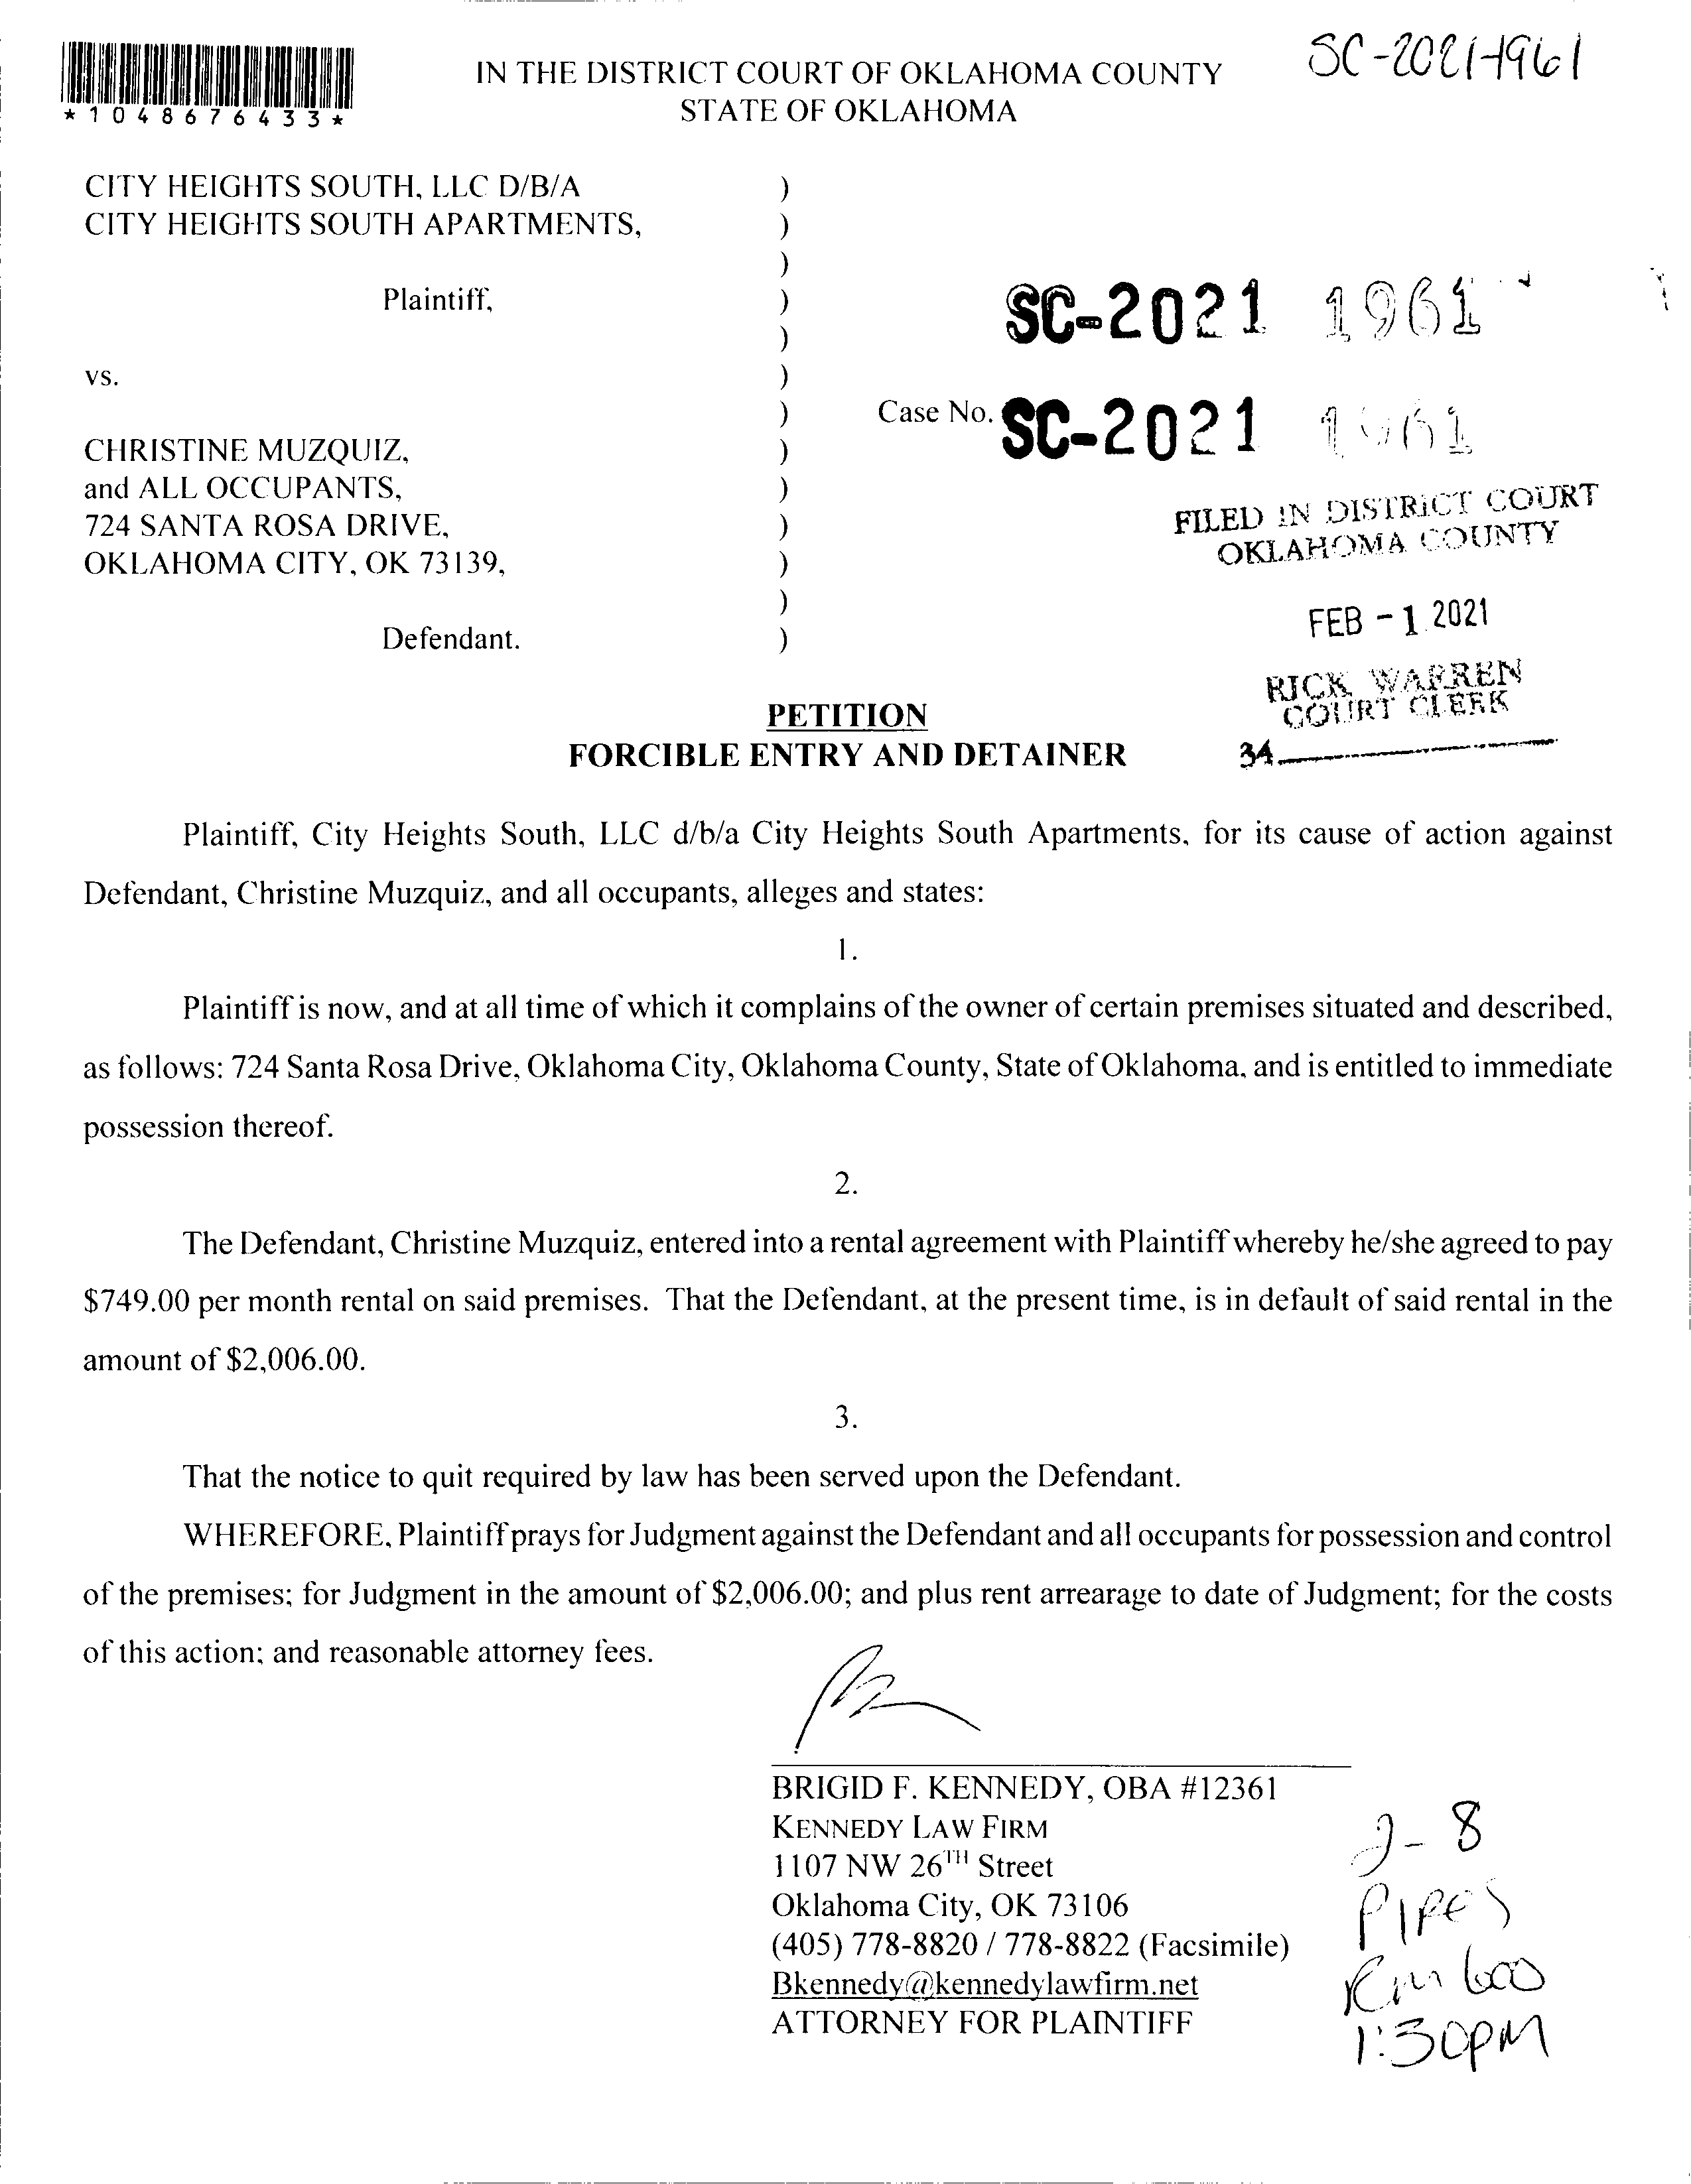 SC-2021-1961
IN THE DISTRICT COURT OF OKLAHOMA COUNTY
STATE OF OKLAHOMA
*1048676433*
CITY HEIGHTS SOUTH, LLC D/B/A )
CITY HEIGHTS SOUTH APARTMENTS, )
)
Plaintiff, )
SC-2021 1961
)
vs. )
) Case No. SC-2021 1961
CHRISTINE MUZQUIZ, )
and ALL OCCUPANTS, )
724 SANTA ROSA DRIVE, )
OKLAHOMA CITY, OK 73139, )
)
Defendant. )
FILED IN DISTRICT COURT
OKLAHOMA COUNTY
FEB - 1 2021
RICK WARREN
COURT CLERK
34
PETITION
FORCIBLE ENTRY AND DETAINER
Plaintiff, City Heights South, LLC d/b/a City Heights South Apartments, for its cause of action against
Defendant, Christine Muzquiz, and all occupants, alleges and states:
1.
Plaintiff is now, and at all time of which it complains of the owner of certain premises situated and described,
as follows: 724 Santa Rosa Drive, Oklahoma City, Oklahoma County, State of Oklahoma, and is entitled to immediate
possession thereof.
2.
The Defendant, Christine Muzquiz, entered into a rental agreement with Plaintiff whereby he/she agreed to pay
$749.00 per month rental on said premises. That the Defendant, at the present time, is in default of said rental in the
amount of $2,006.00.
3.
That the notice to quit required by law has been served upon the Defendant.
WHEREFORE, Plaintiff prays for Judgment against the Defendant and all occupants for possession and control
of the premises; for Judgment in the amount of $2,006.00; and plus rent arrearage to date of Judgment; for the costs
of this action; and reasonable attorney fees.
BRIGID F. KENNEDY, OBA #12361
KENNEDY LAW FIRM
1107 NW 26TH Street
Oklahoma City, OK 73106
(405) 778-8820 / 778-8822 (Facsimile)
Bkennedy@kennedylawfirm.net
ATTORNEY FOR PLAINTIFF
2-8
PIPES
Rm 600
1:30PM